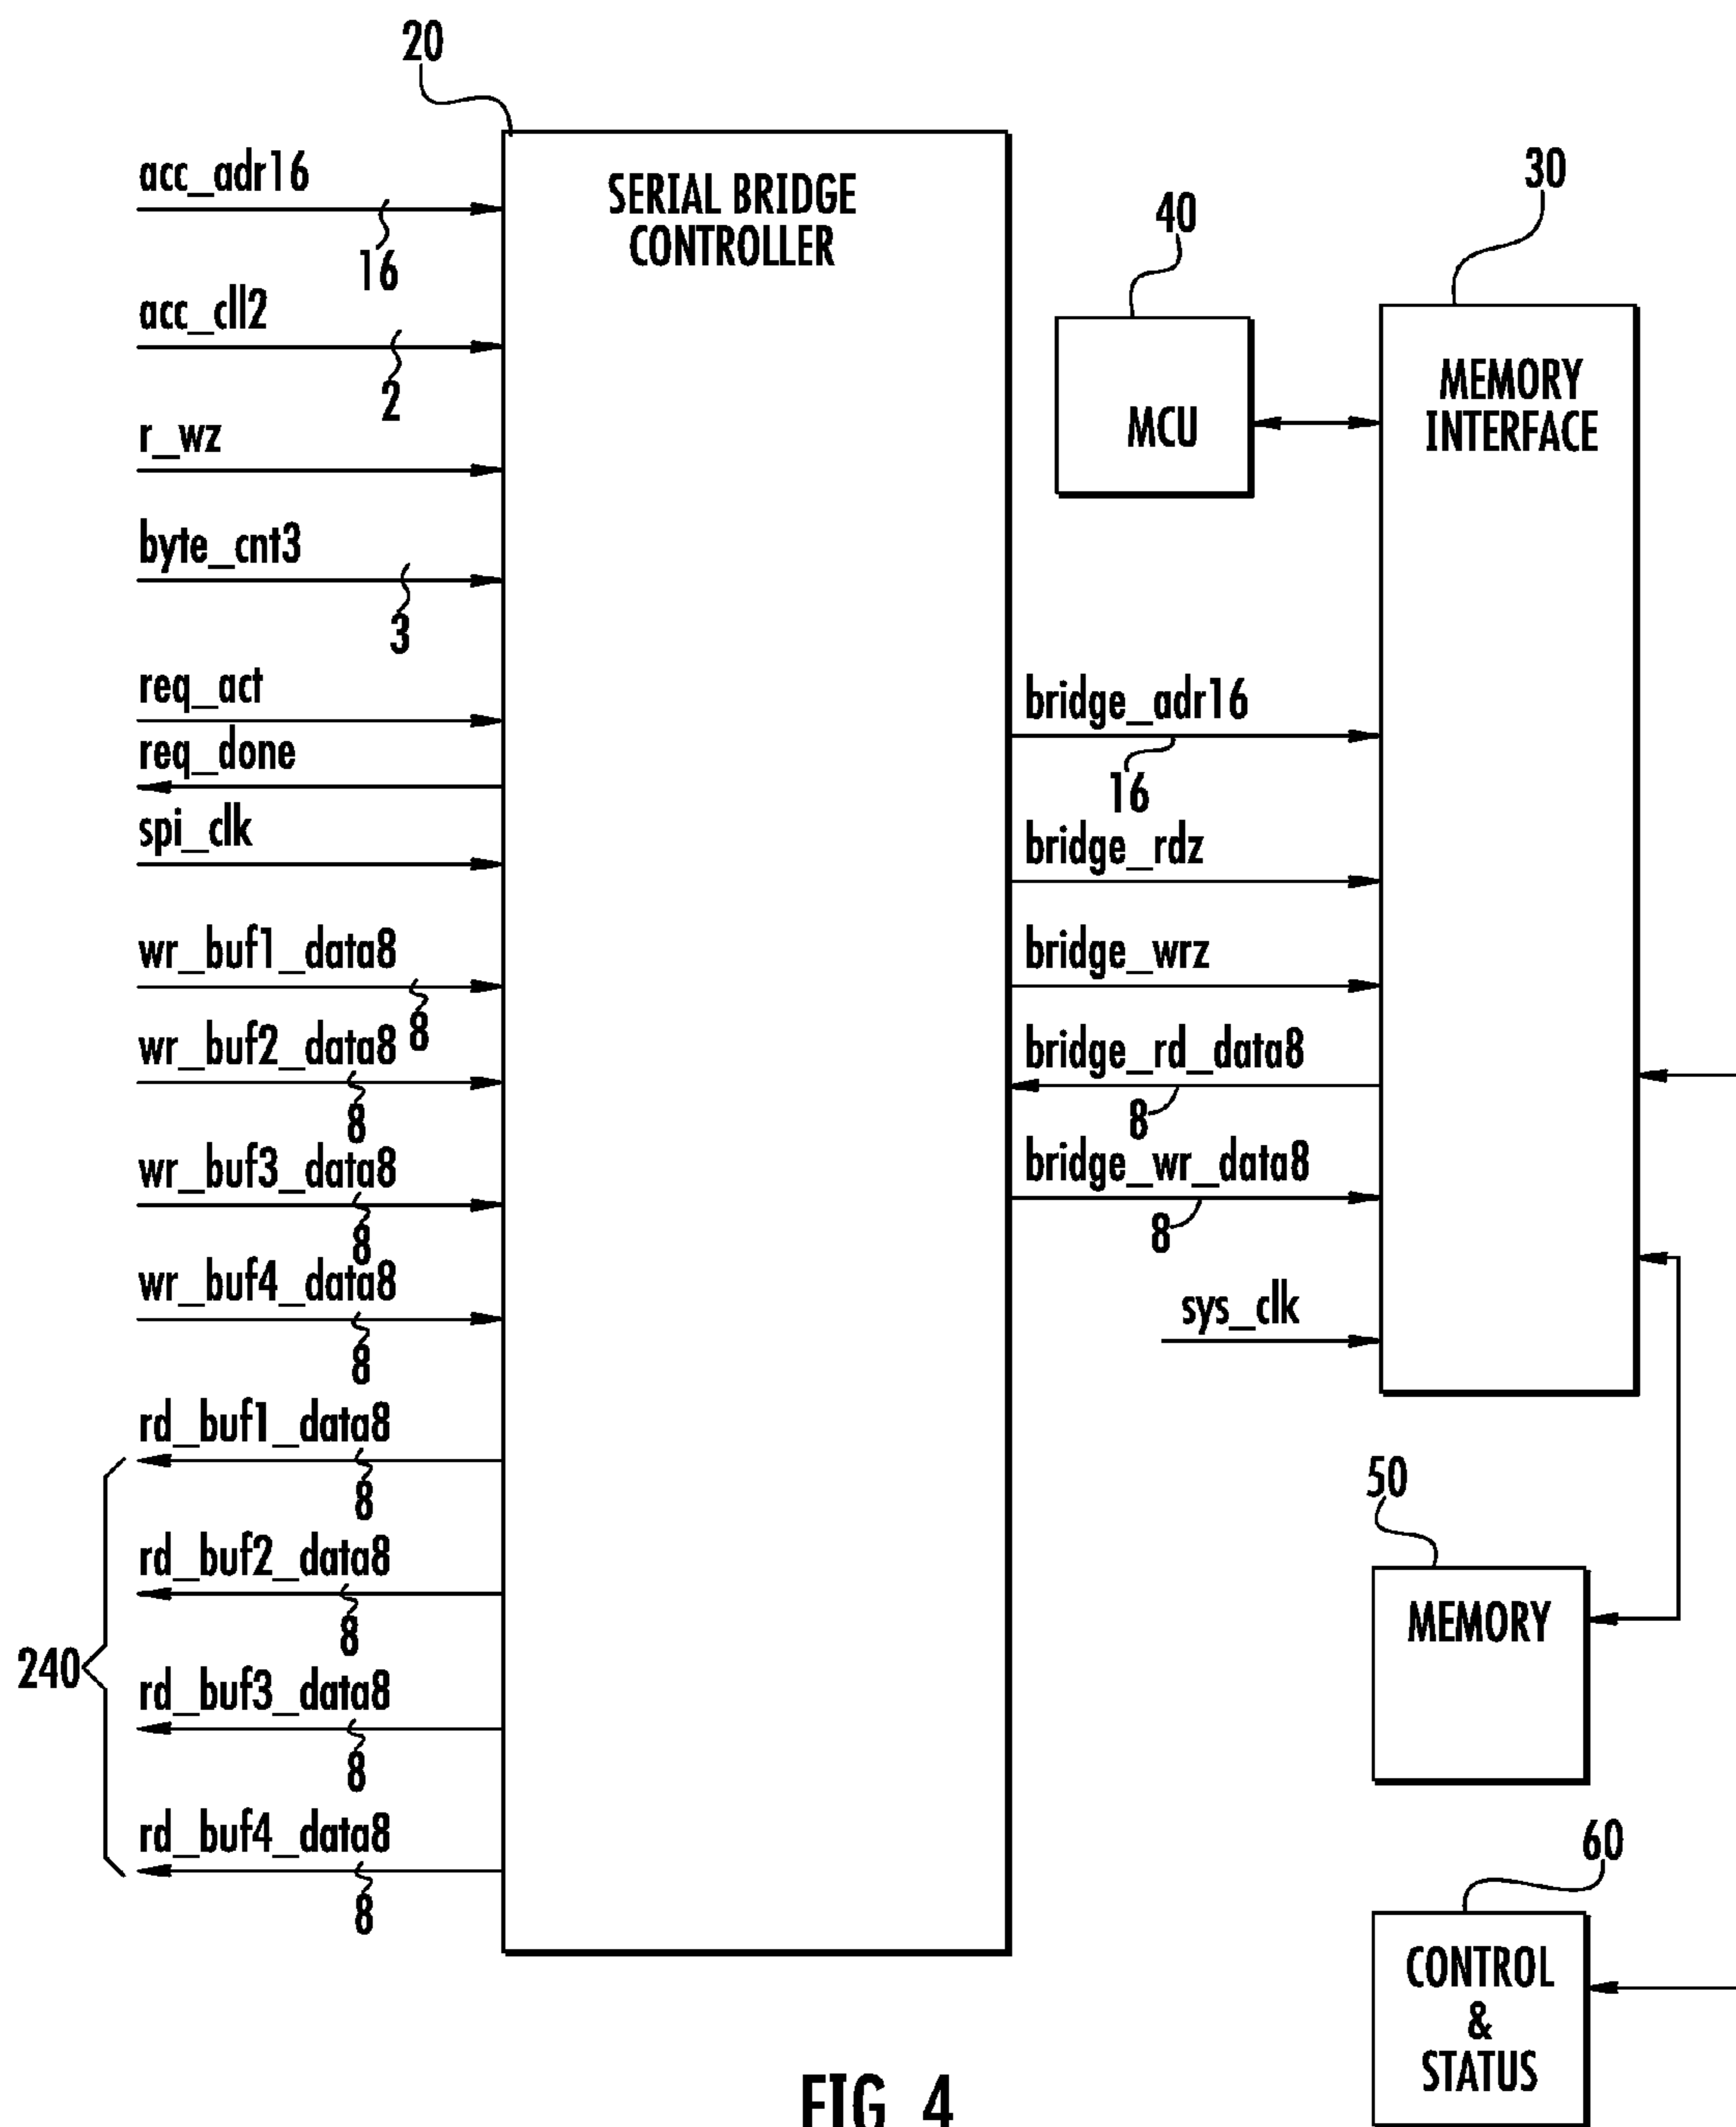 20
acc_adr16
16
acc_cll2
2
r_wz
byte_cnt3
3
req_act
req_done
spi_clk
wr_buf1_data8
8
wr_buf2_data8
8
wr_buf3_data8
8
wr_buf4_data8
8
rd_buf1_data8
8
rd_buf2_data8
8
240
rd_buf3_data8
8
rd_buf4_data8
8
SERIAL BRIDGE
CONTROLLER
40
MCU
30
MEMORY
INTERFACE
bridge_adr16
16
bridge_rdz
bridge_wrz
bridge_rd_data8
8
bridge_wr_data8
8
sys_clk
50
MEMORY
60
CONTROL
&
STATUS
FIG 4